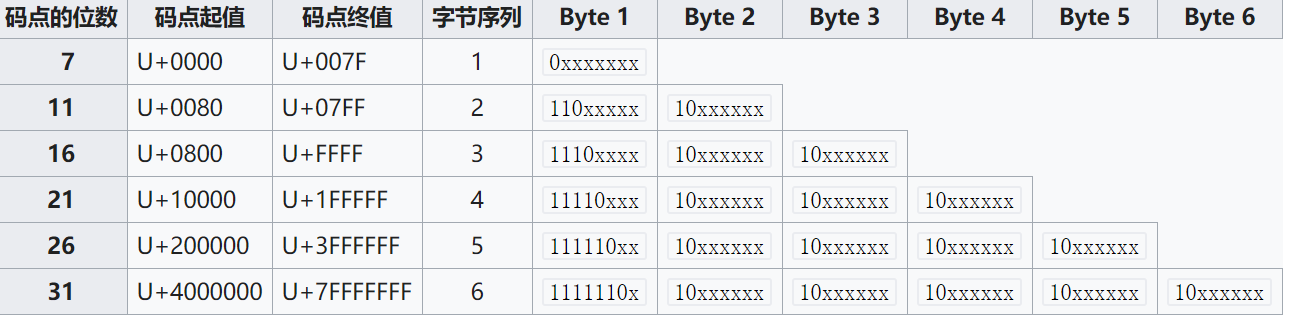 码点的位数 码点起值 码点终值 字节序列 Byte 1 Byte 2 Byte 3 Byte 4 Byte 5 Byte 6
7 U+0000 U+007F 1 0xxxxxxx
11 U+0080 U+07FF 2 110xxxxx 10xxxxxx
16 U+0800 U+FFFF 3 1110xxxx 10xxxxxx 10xxxxxx
21 U+10000 U+1FFFFF 4 11110xxx 10xxxxxx 10xxxxxx 10xxxxxx
26 U+200000 U+3FFFFFF 5 111110xx 10xxxxxx 10xxxxxx 10xxxxxx 10xxxxxx
31 U+4000000 U+7FFFFFFF 6 1111110x 10xxxxxx 10xxxxxx 10xxxxxx 10xxxxxx 10xxxxxx